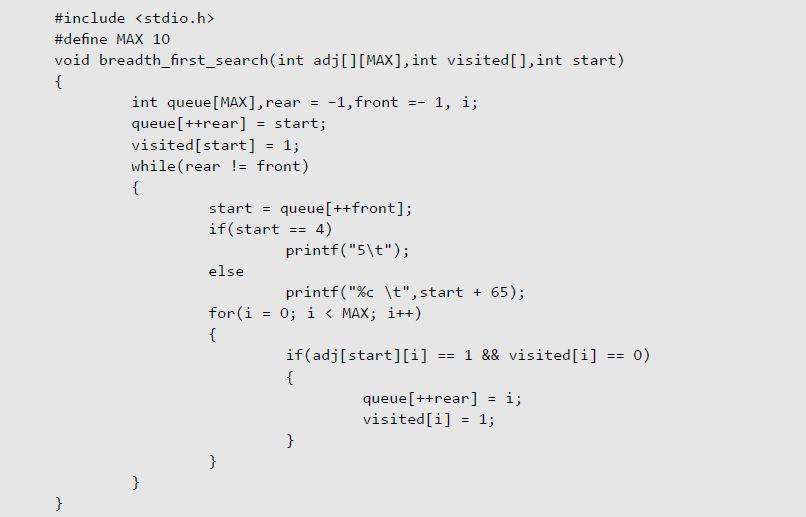 #include <stdio.h>
#define MAX 10
void breadth_first_search(int adj[][MAX],int visited[],int start)
{
int queue[MAX],rear = -1,front =- 1, i;
queue[++rear] = start;
visited[start] = 1;
while(rear != front)
{
start = queue[++front];
if(start == 4)
printf("5\t");
else
printf("%c \t",start + 65);
for(i = 0; i < MAX; i++)
{
if(adj[start][i] == 1 && visited[i] == 0)
{
queue[++rear] = i;
visited[i] = 1;
}
}
}
}